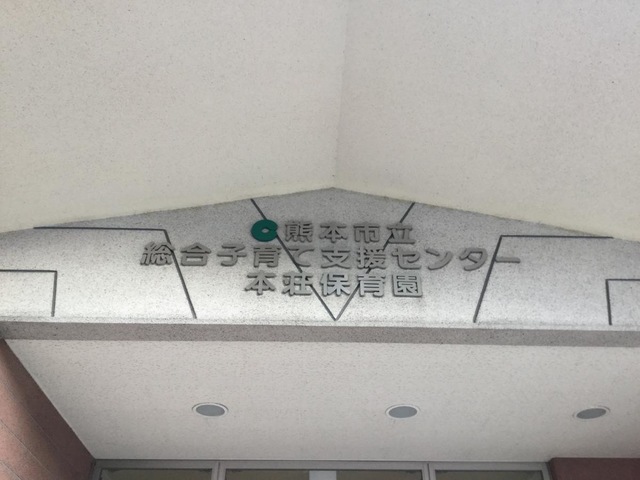 熊本市立
総合子育て支援センター
本荘保育園